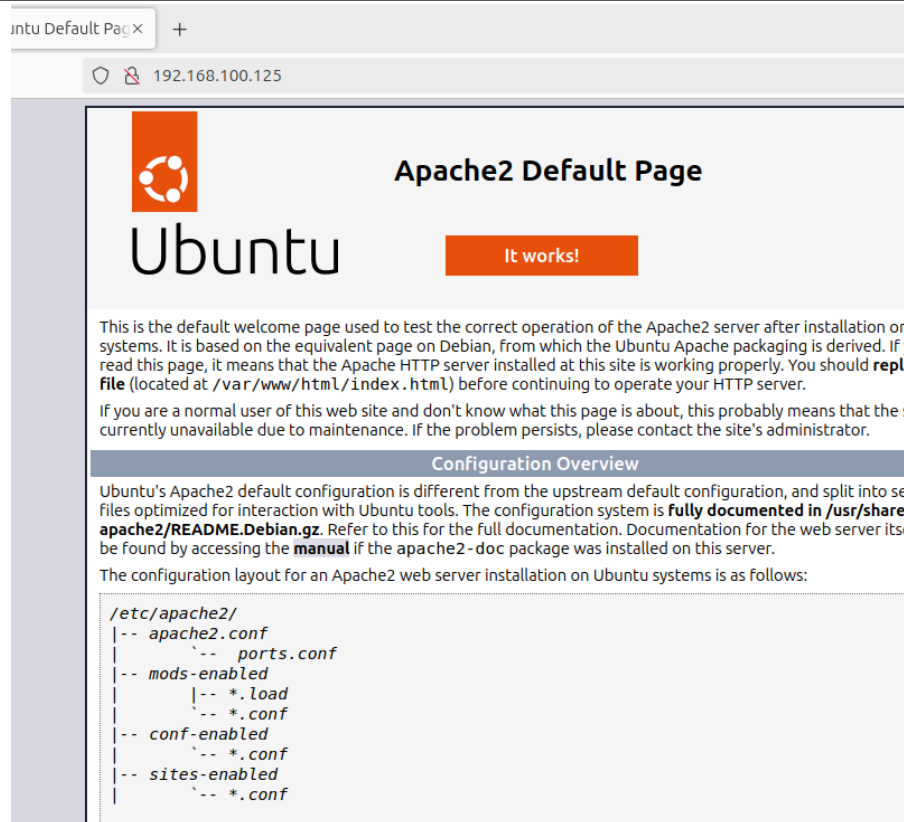 untu Default Pag ×
+
192.168.100.125
Apache2 Default Page
Ubuntu
It works!
This is the default welcome page used to test the correct operation of the Apache2 server after installation on
systems. It is based on the equivalent page on Debian, from which the Ubuntu Apache packaging is derived. If
read this page, it means that the Apache HTTP server installed at this site is working properly. You should repl
file (located at /var/www/html/index.html) before continuing to operate your HTTP server.
If you are a normal user of this web site and don't know what this page is about, this probably means that the
currently unavailable due to maintenance. If the problem persists, please contact the site's administrator.
Configuration Overview
Ubuntu's Apache2 default configuration is different from the upstream default configuration, and split into se
files optimized for interaction with Ubuntu tools. The configuration system is fully documented in /usr/share
apache2/README.Debian.gz. Refer to this for the full documentation. Documentation for the web server its
be found by accessing the manual if the apache2-doc package was installed on this server.
The configuration layout for an Apache2 web server installation on Ubuntu systems is as follows:
/etc/apache2/
|-- apache2.conf
|       `--  ports.conf
|-- mods-enabled
|       |-- *.load
|       `-- *.conf
|-- conf-enabled
|       `-- *.conf
|-- sites-enabled
|       `-- *.conf